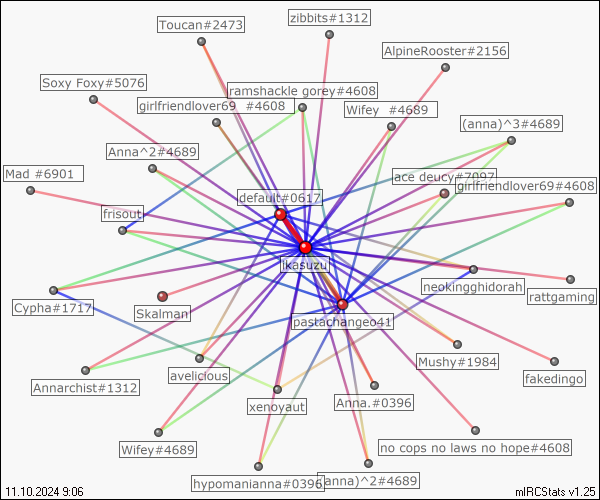 zibbits#1312
Toucan#2473
AlpineRooster#2156
Soxy Foxy#5076
ramshackle gorey#4608
girlfriendlover69_ #4608
Wifey_#4689
(anna)^3#4689
Anna^2#4689
Mad #6901
ace deucy#7097
girlfriendlover69#4608
default#0617
frisout
ikasuzu
neokingghidorah
rattgaming
Cypha#1717
Skalman
pastachangeo41
Mushy#1984
fakedingo
avelicious
Annarchist#1312
xenoyaut
Anna.#0396
Wifey#4689
no cops no laws no hope#4608
hypomanianna#0396
(anna)^2#4689
11.10.2024 9:06
mIRCStats v1.25